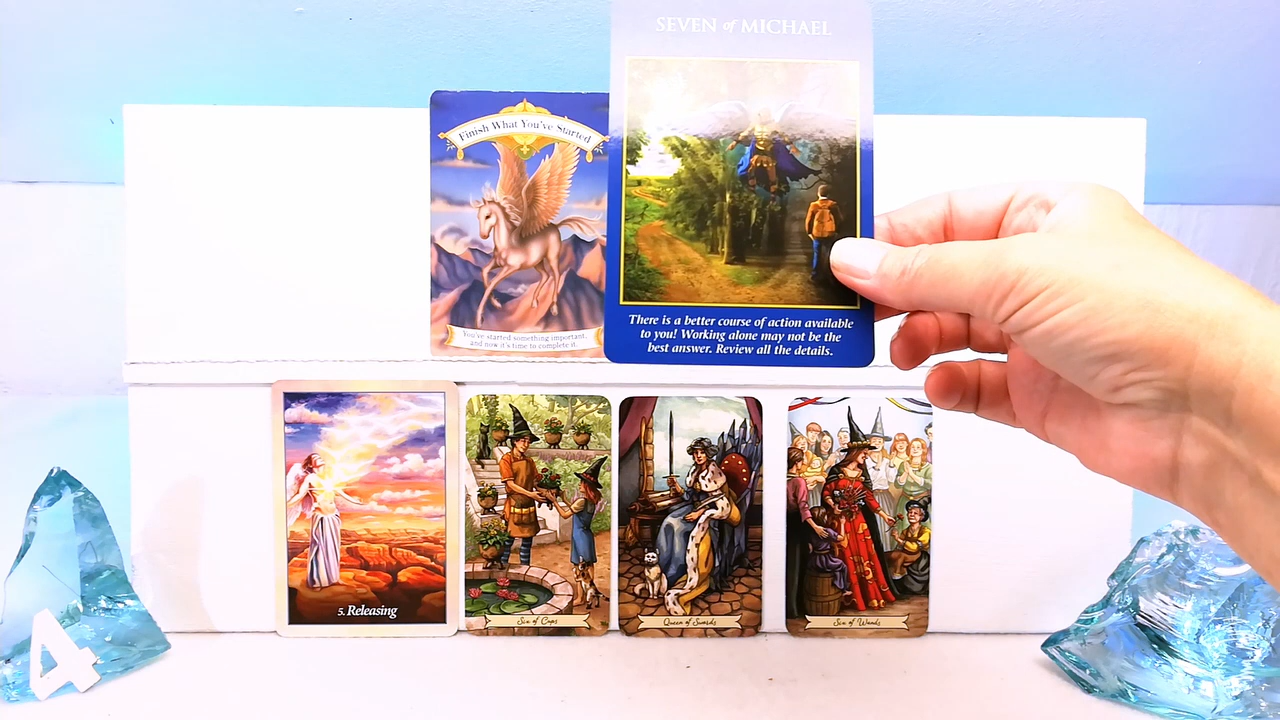 SEVEN of MICHAEL
Finish What You've Started
You've started something important,
and now it's time to complete it.
There is a better course of action available
to you! Working alone may not be the
best answer. Review all the details.
5. Releasing
Six of Cups
Queen of Swords
Six of Wands
4